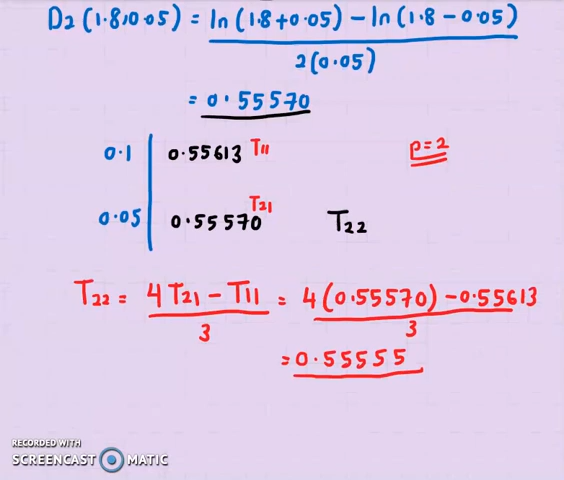 D2(1.8,0.05) = ln(1.8+0.05) - ln(1.8-0.05)
2(0.05)
= 0.55570
0.1 0.55613 T11 p=2
0.05 0.55570 T21 T22
T22 = 4T21 - T11 = 4(0.55570) - 0.55613
3 3
= 0.55555
RECORDED WITH
SCREENCAST MATIC